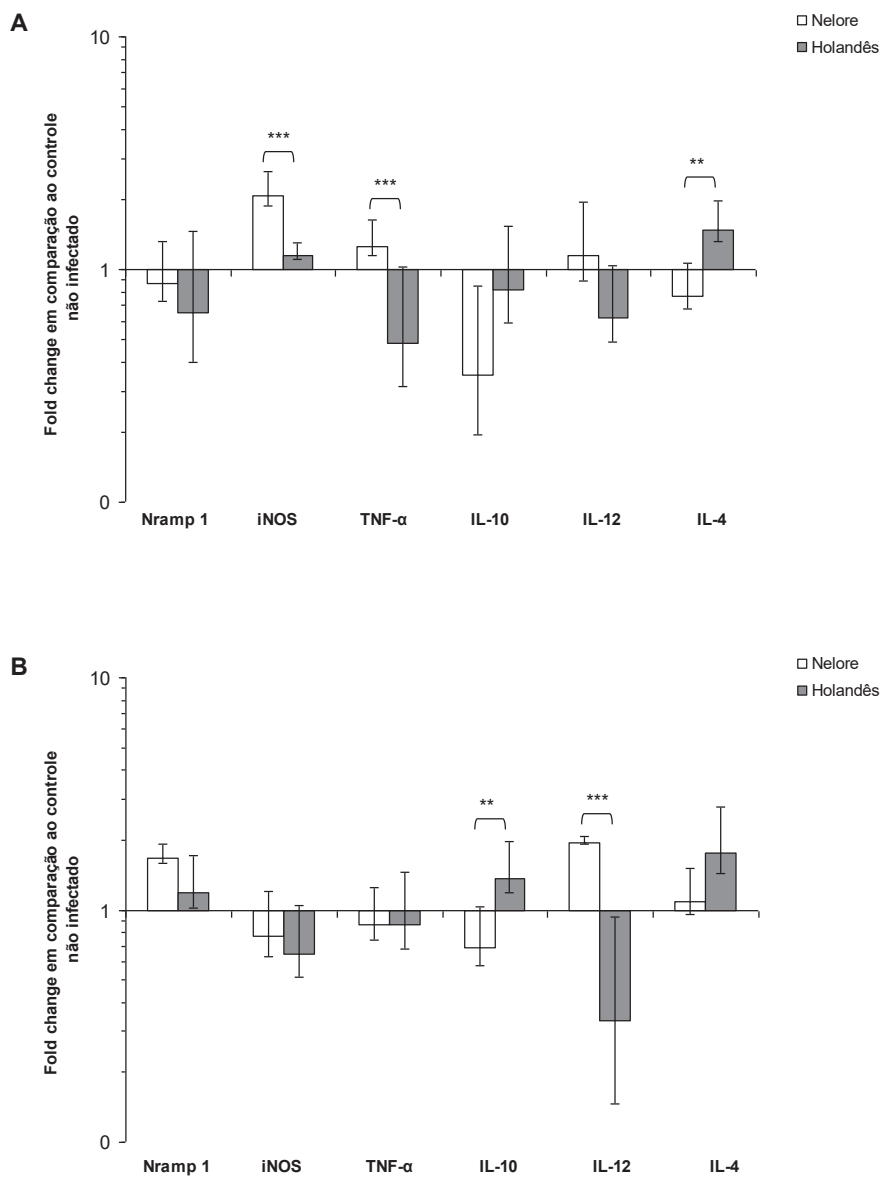 A
Nelore
Holandês
Fold change em comparação ao controle
não infectado
10
1
0
***
***
**
Nramp 1 iNOS TNF-α IL-10 IL-12 IL-4
B
Nelore
Holandês
Fold change em comparação ao controle
não infectado
10
1
0
**
***
Nramp 1 iNOS TNF-α IL-10 IL-12 IL-4